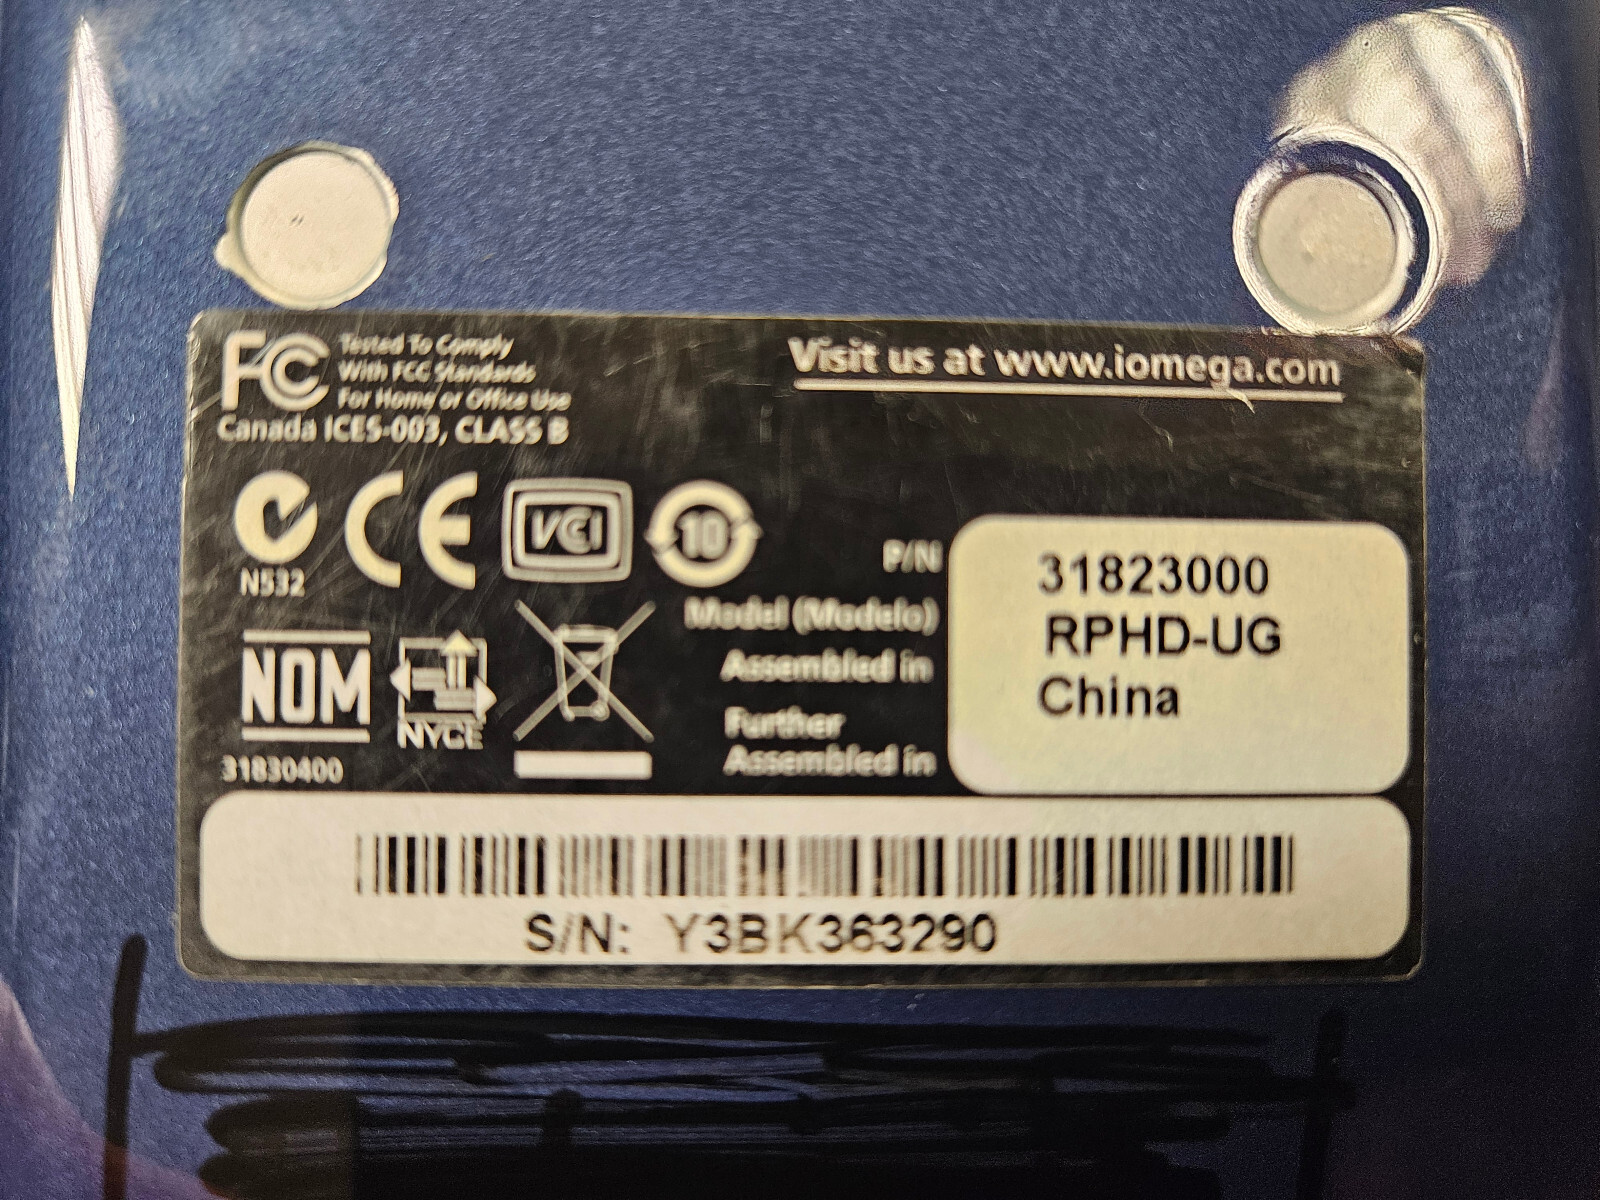 FC Tested To Comply
With FCC Standards
For Home or Office Use
Canada ICES-003, CLASS B
Visit us at www.iomega.com
N532
CE
VCI
10
NOM
NYCE
31830400
P/N 31823000
Model (Modelo) RPHD-UG
Assembled in China
Further
Assembled in
S/N: Y3BK363290